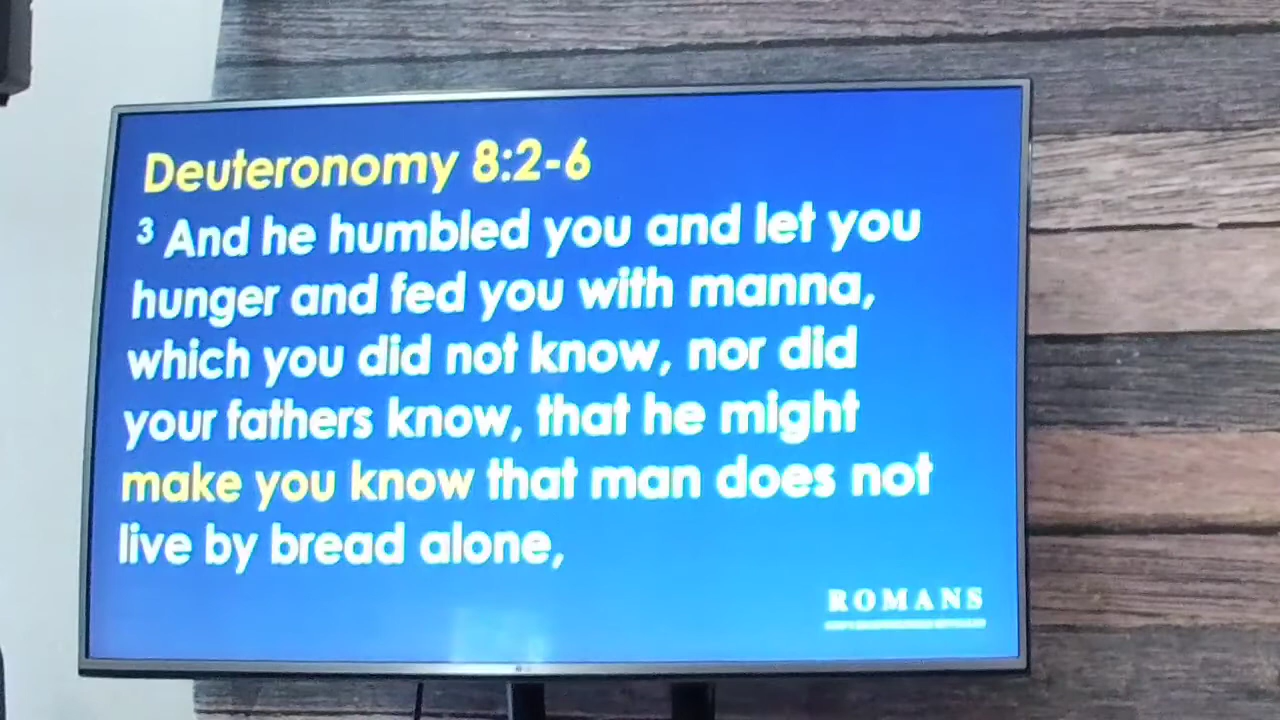 Deuteronomy 8:2-6
3 And he humbled you and let you
hunger and fed you with manna,
which you did not know, nor did
your fathers know, that he might
make you know that man does not
live by bread alone,
ROMANS